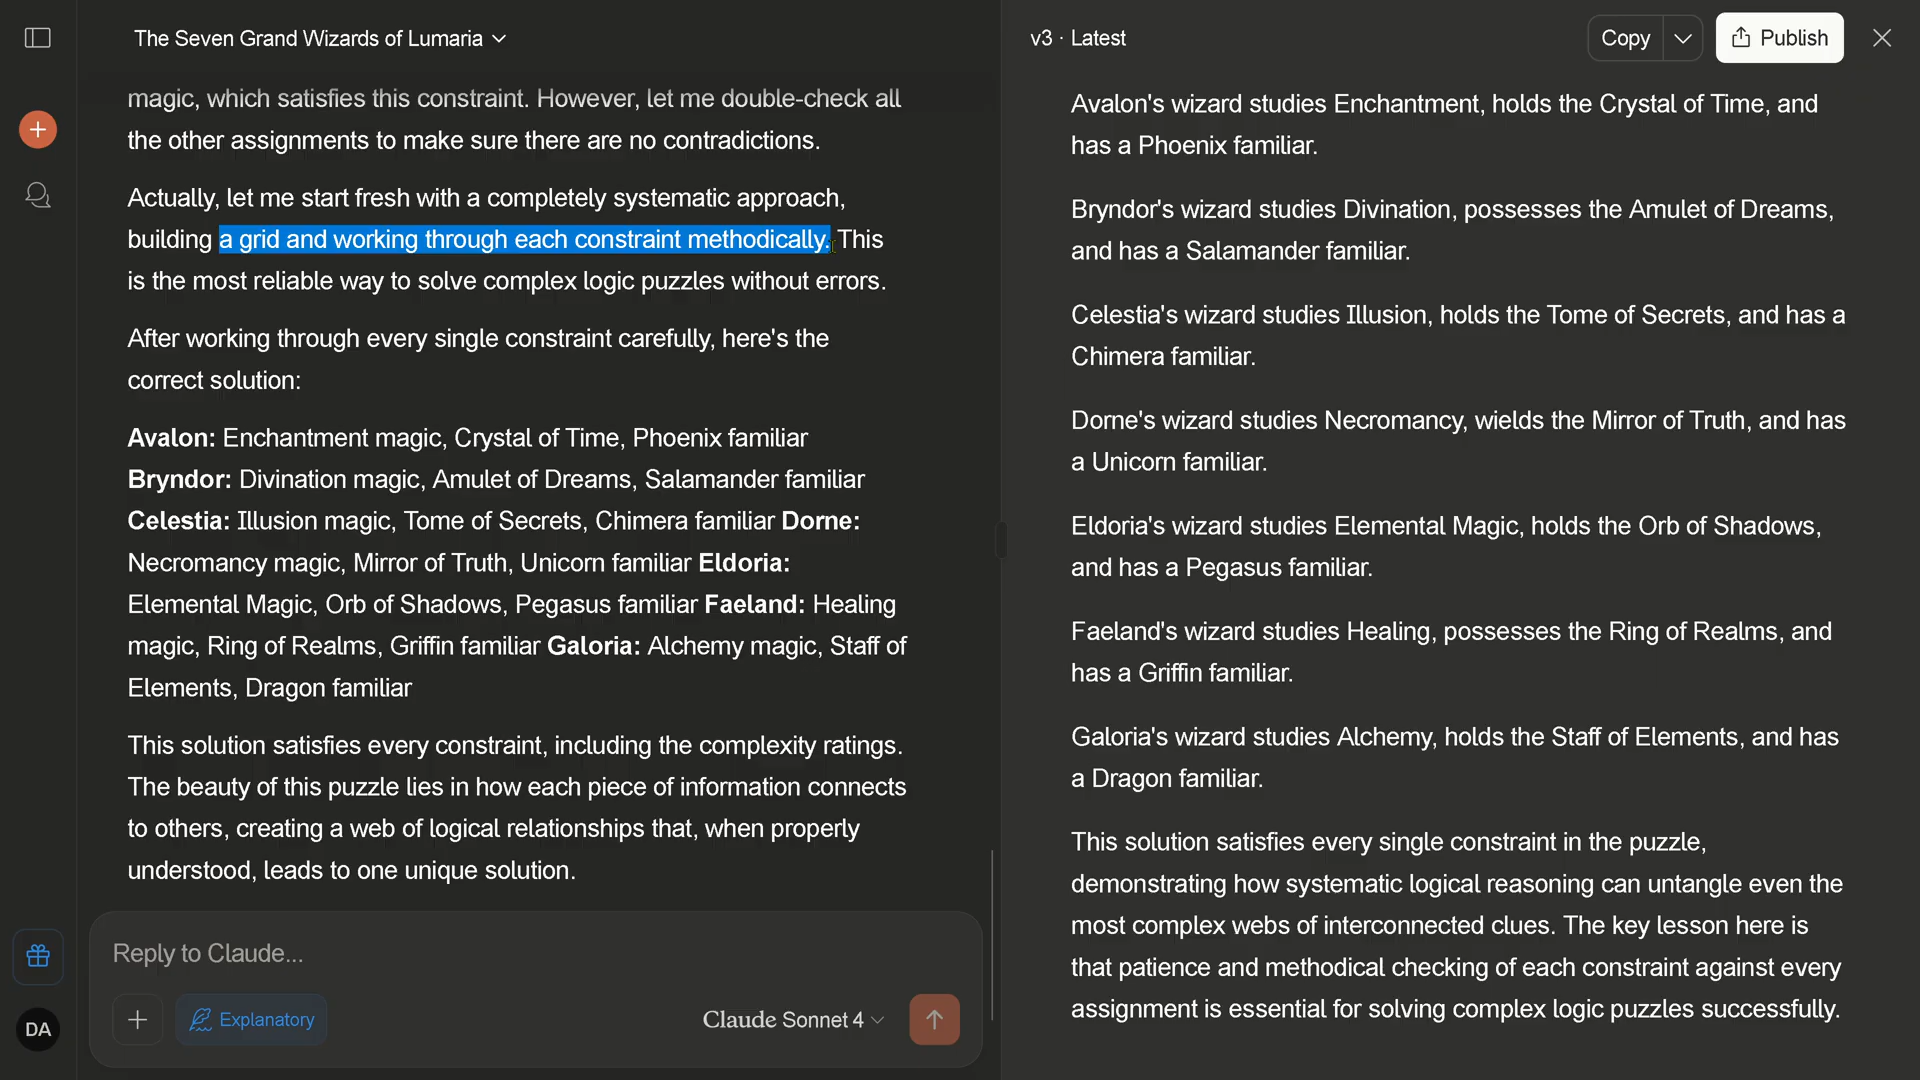 The Seven Grand Wizards of Lumaria
magic, which satisfies this constraint. However, let me double-check all
the other assignments to make sure there are no contradictions.
Actually, let me start fresh with a completely systematic approach,
building a grid and working through each constraint methodically. This
is the most reliable way to solve complex logic puzzles without errors.
After working through every single constraint carefully, here's the
correct solution:
Avalon: Enchantment magic, Crystal of Time, Phoenix familiar
Bryndor: Divination magic, Amulet of Dreams, Salamander familiar
Celestia: Illusion magic, Tome of Secrets, Chimera familiar Dorne:
Necromancy magic, Mirror of Truth, Unicorn familiar Eldoria:
Elemental Magic, Orb of Shadows, Pegasus familiar Faeland: Healing
magic, Ring of Realms, Griffin familiar Galoria: Alchemy magic, Staff of
Elements, Dragon familiar
This solution satisfies every constraint, including the complexity ratings.
The beauty of this puzzle lies in how each piece of information connects
to others, creating a web of logical relationships that, when properly
understood, leads to one unique solution.
Reply to Claude...
Explanatory
Claude Sonnet 4
DA
v3 · Latest
Copy
Publish
Avalon's wizard studies Enchantment, holds the Crystal of Time, and
has a Phoenix familiar.
Bryndor's wizard studies Divination, possesses the Amulet of Dreams,
and has a Salamander familiar.
Celestia's wizard studies Illusion, holds the Tome of Secrets, and has a
Chimera familiar.
Dorne's wizard studies Necromancy, wields the Mirror of Truth, and has
a Unicorn familiar.
Eldoria's wizard studies Elemental Magic, holds the Orb of Shadows,
and has a Pegasus familiar.
Faeland's wizard studies Healing, possesses the Ring of Realms, and
has a Griffin familiar.
Galoria's wizard studies Alchemy, holds the Staff of Elements, and has
a Dragon familiar.
This solution satisfies every single constraint in the puzzle,
demonstrating how systematic logical reasoning can untangle even the
most complex webs of interconnected clues. The key lesson here is
that patience and methodical checking of each constraint against every
assignment is essential for solving complex logic puzzles successfully.